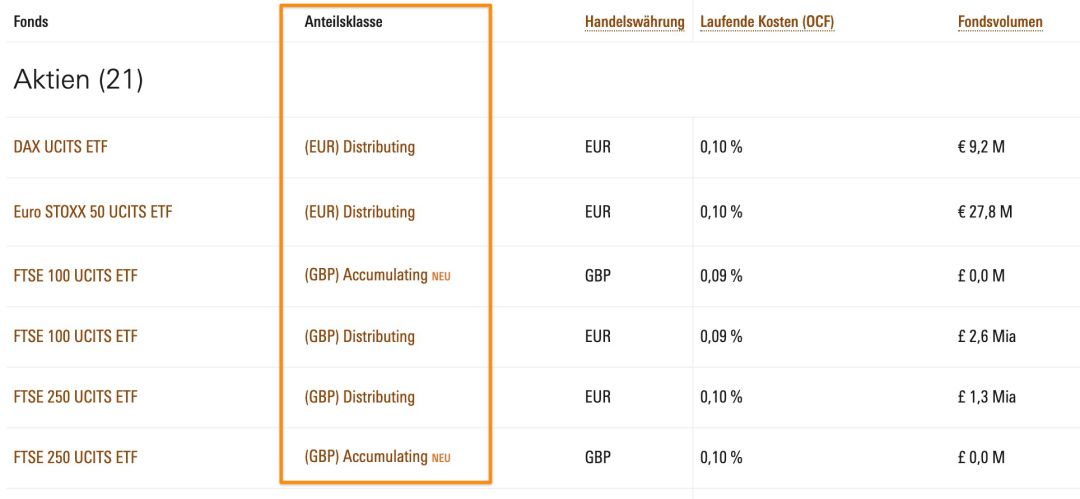 Fonds Anteilsklasse Handelswährung Laufende Kosten (OCF) Fondsvolumen
Aktien (21)
DAX UCITS ETF (EUR) Distributing EUR 0,10 % € 9,2 M
Euro STOXX 50 UCITS ETF (EUR) Distributing EUR 0,10 % € 27,8 M
FTSE 100 UCITS ETF (GBP) Accumulating NEU GBP 0,09 % £ 0,0 M
FTSE 100 UCITS ETF (GBP) Distributing EUR 0,09 % £ 2,6 Mia
FTSE 250 UCITS ETF (GBP) Distributing EUR 0,10 % £ 1,3 Mia
FTSE 250 UCITS ETF (GBP) Accumulating NEU GBP 0,10 % £ 0,0 M